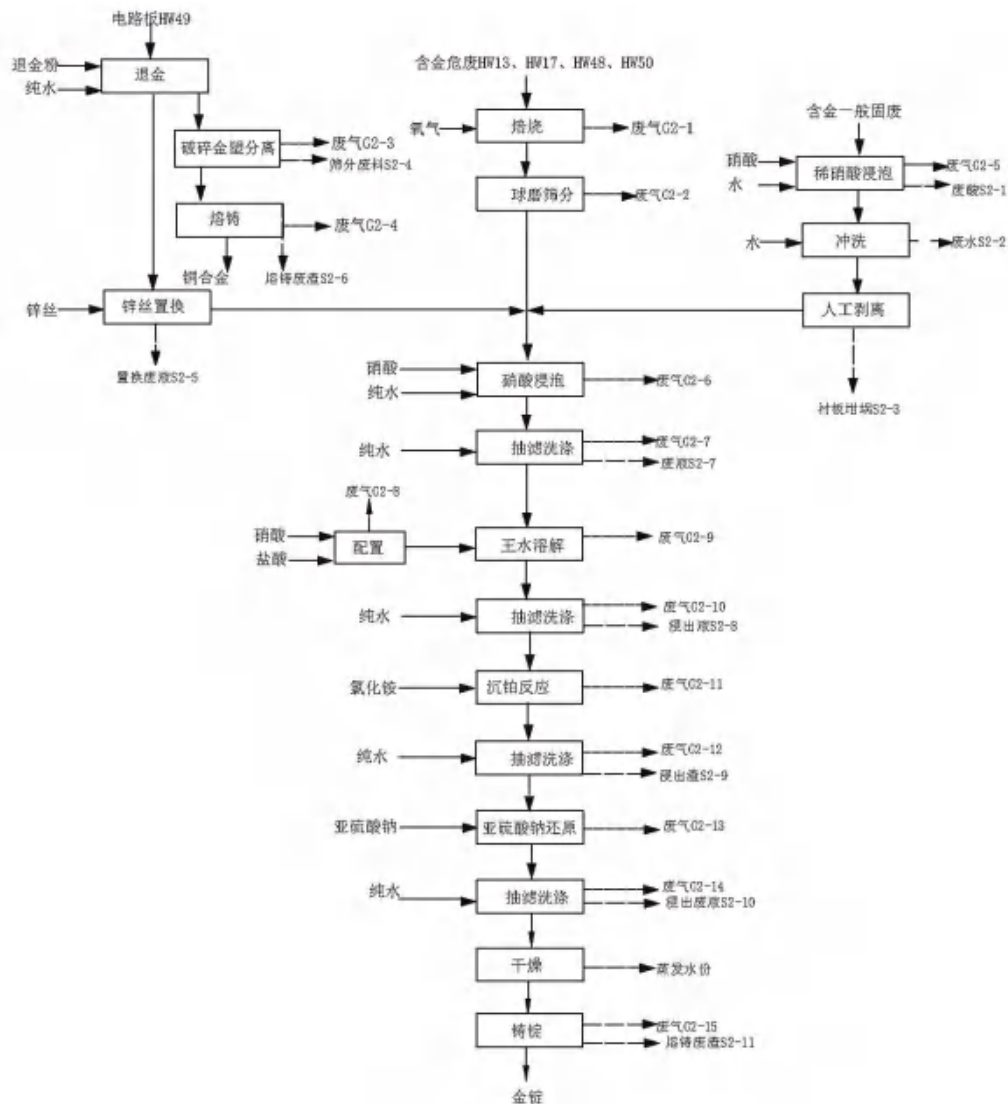 电路板HW49
退金粉
纯水
退金
破碎金塑分离
废气G2-3
筛分废料S2-4
熔铸
废气G2-4
铜合金
熔铸废渣S2-6
锌丝
锌丝置换
置换废液S2-5
含金危废HW13、HW17、HW48、HW50
氧气
焙烧
废气G2-1
球磨筛分
废气G2-2
含金一般固废
硝酸
水
稀硝酸浸泡
废气G2-5
废酸S2-1
水
冲洗
废水S2-2
人工剥离
衬板坩埚S2-3
硝酸
纯水
硝酸浸泡
废气G2-6
纯水
抽滤洗涤
废气G2-7
废液S2-7
废气G2-8
硝酸
盐酸
配置
王水溶解
废气G2-9
纯水
抽滤洗涤
废气G2-10
浸出液S2-8
氯化铵
沉铂反应
废气G2-11
纯水
抽滤洗涤
废气G2-12
浸出渣S2-9
亚硫酸钠
亚硫酸钠还原
废气G2-13
纯水
抽滤洗涤
废气G2-14
浸出废液S2-10
干燥
蒸发水份
铸锭
废气G2-15
熔铸废渣S2-11
金锭